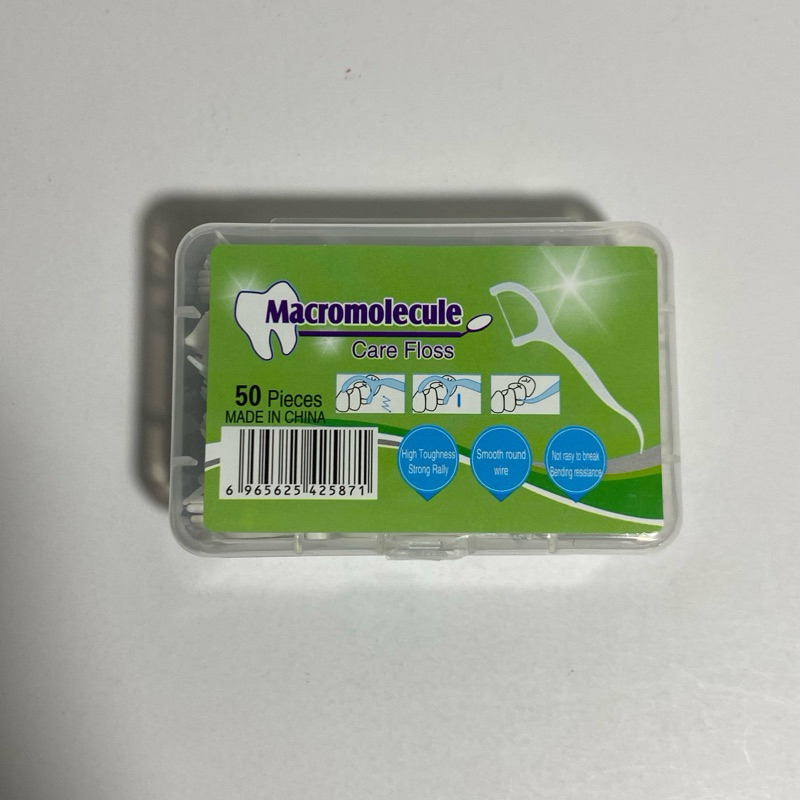 Macromolecule
Care Floss
50 Pieces
MADE IN CHINA
High Toughness
Strong Rally
Smooth round
wire
Not rasy to break
Bending resistance
6 965625 425871